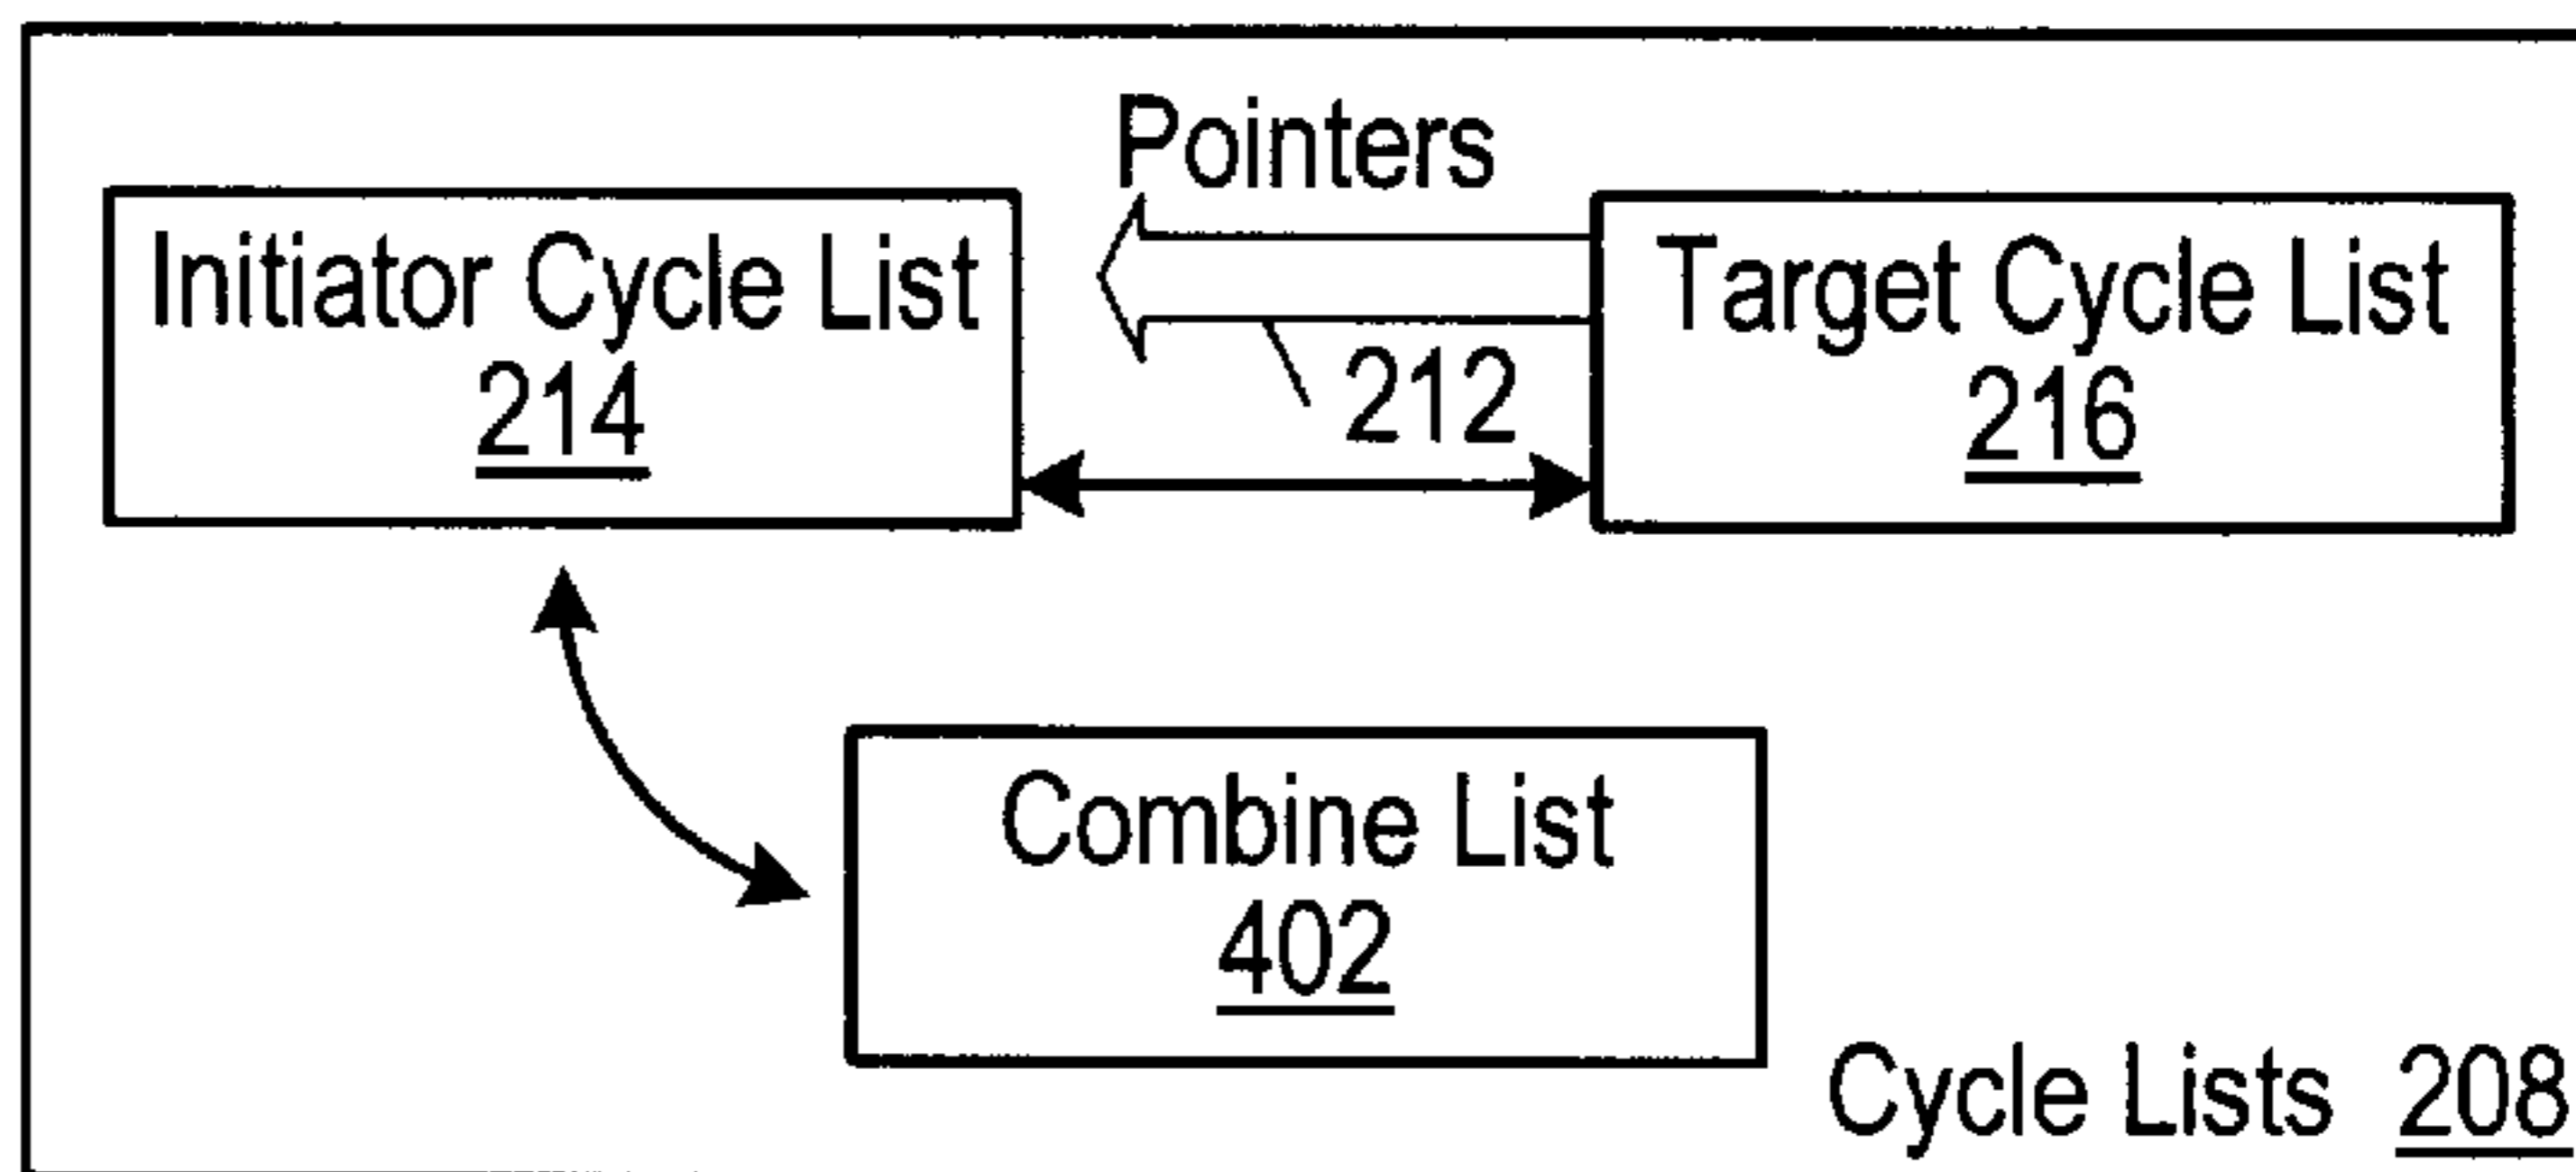 Pointers
Initiator Cycle List
214
212
Target Cycle List
216
Combine List
402
Cycle Lists 208